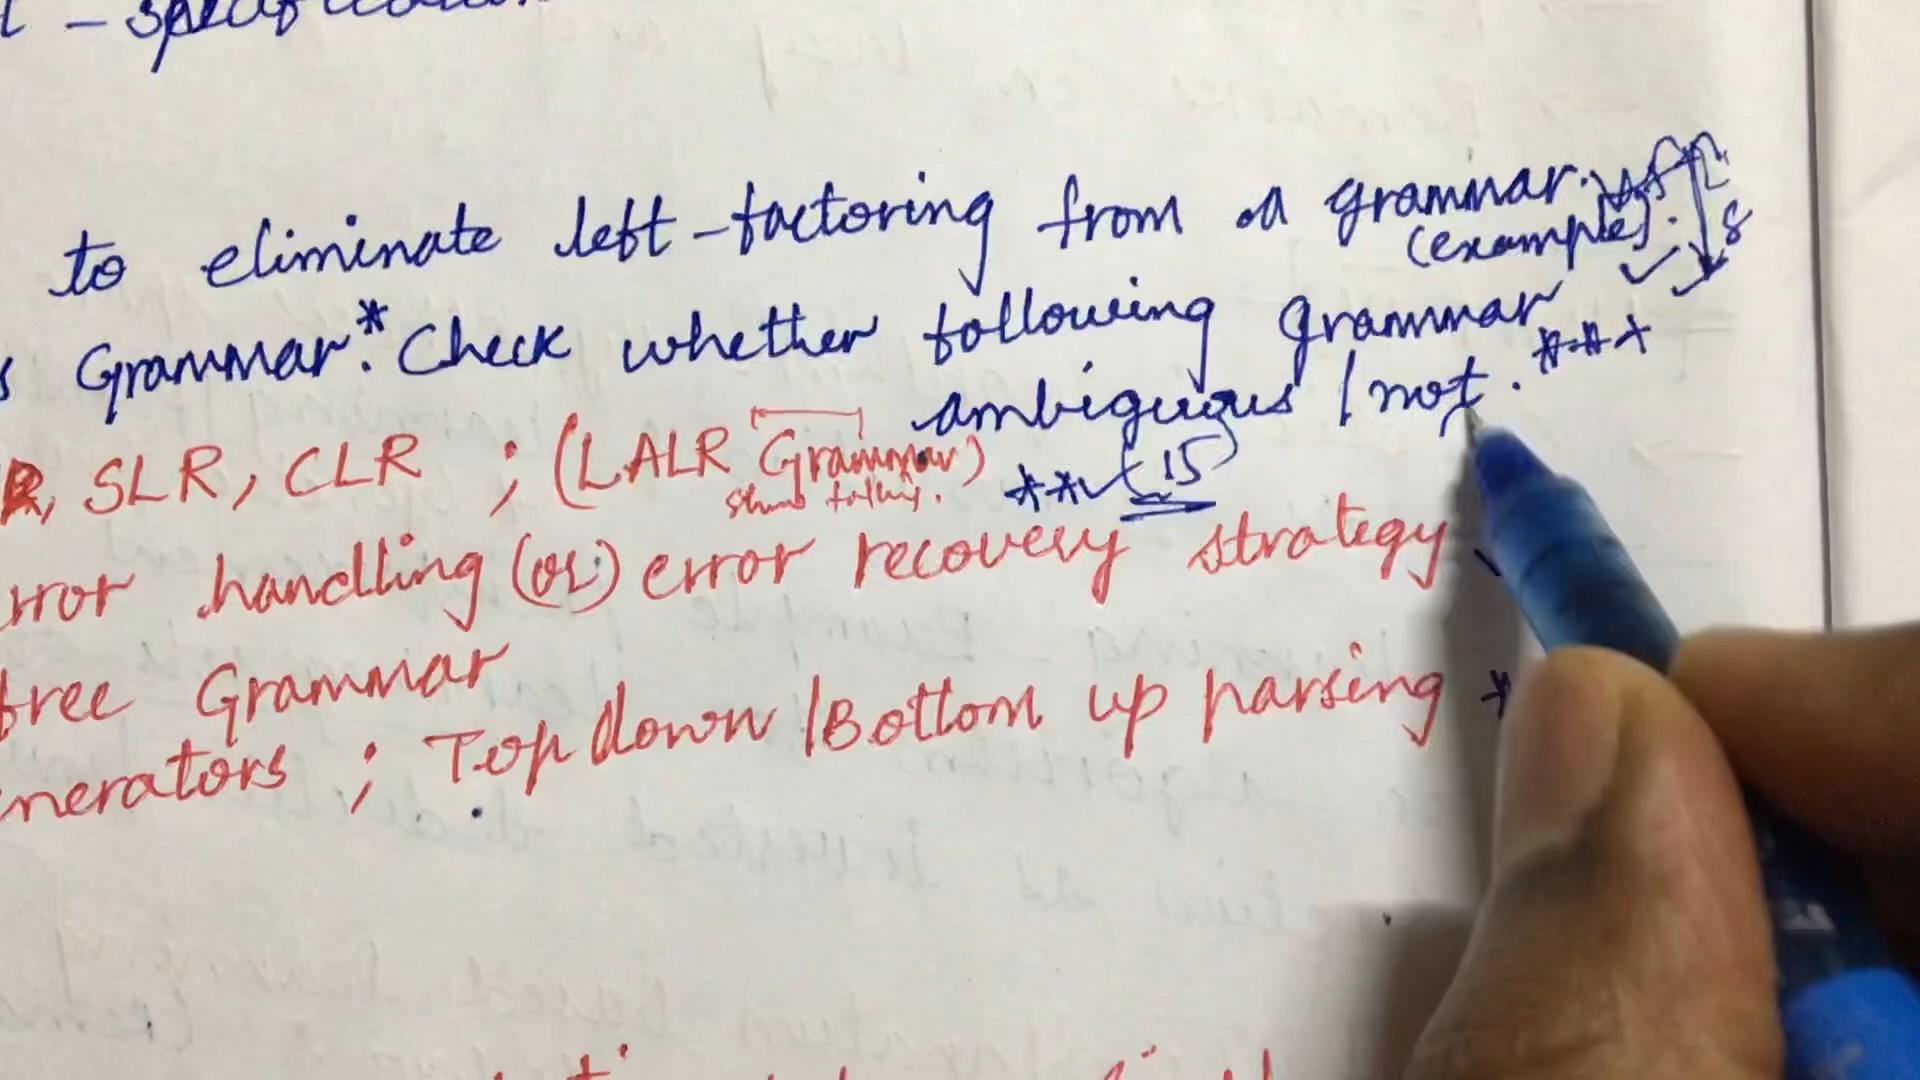 to eliminate left-factoring from a grammar.
(example).
8
Grammar.* Check whether following grammar
ambiguous / not. ***
R, SLR, CLR ; (LALR Grammar) ** (15)
rror handling (or) error recovery strategy
free Grammar
nerators ; Top down / Bottom up parsing *